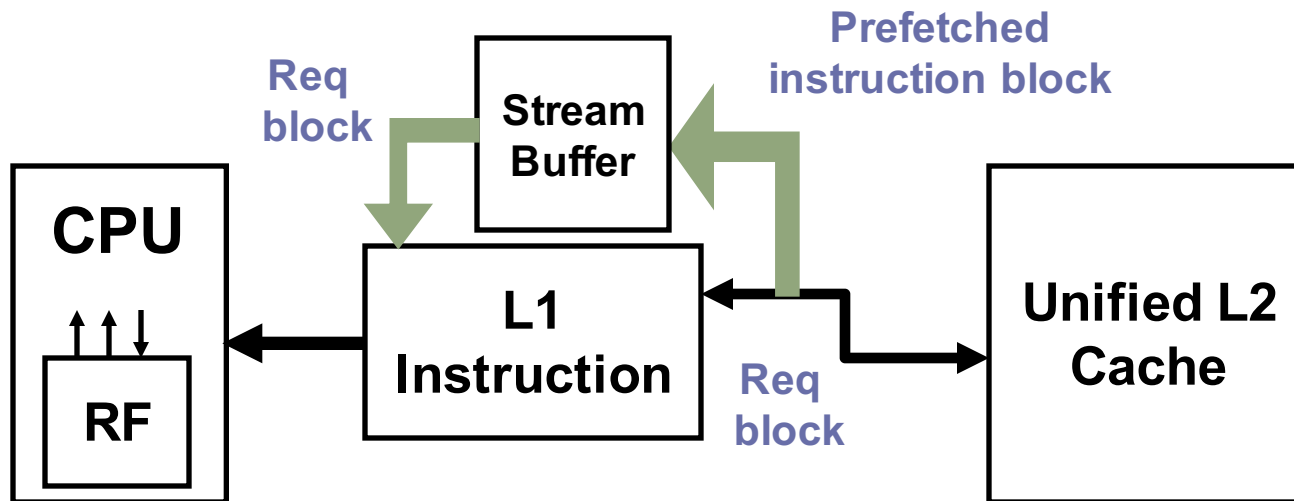 Prefetched
instruction block
Req
block
Stream
Buffer
CPU
RF
L1
Instruction
Req
block
Unified L2
Cache